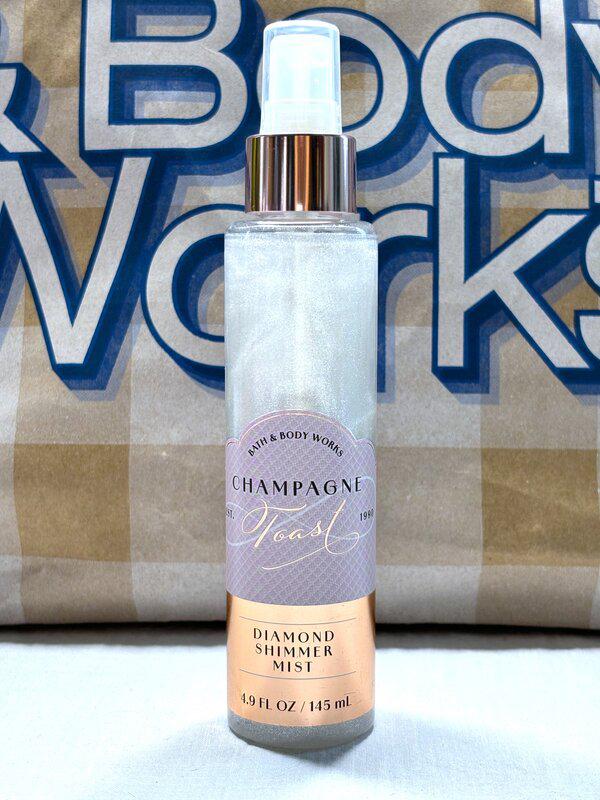 & Body
Works
BATH & BODY WORKS
CHAMPAGNE
Toast
EST. 1990
DIAMOND
SHIMMER
MIST
4.9 FL OZ / 145 mL